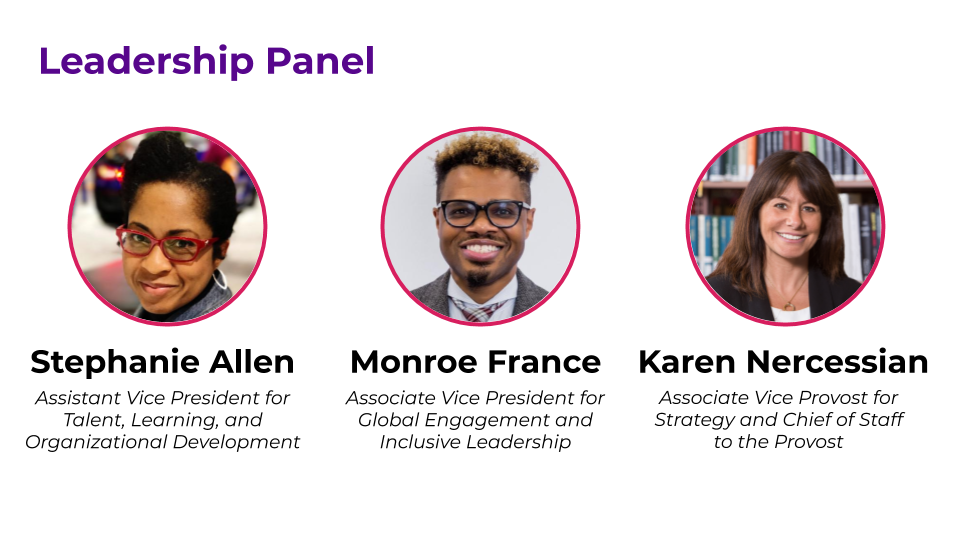 Leadership Panel
Stephanie Allen
Assistant Vice President for
Talent, Learning, and
Organizational Development
Monroe France
Associate Vice President for
Global Engagement and
Inclusive Leadership
Karen Nercessian
Associate Vice Provost for
Strategy and Chief of Staff
to the Provost